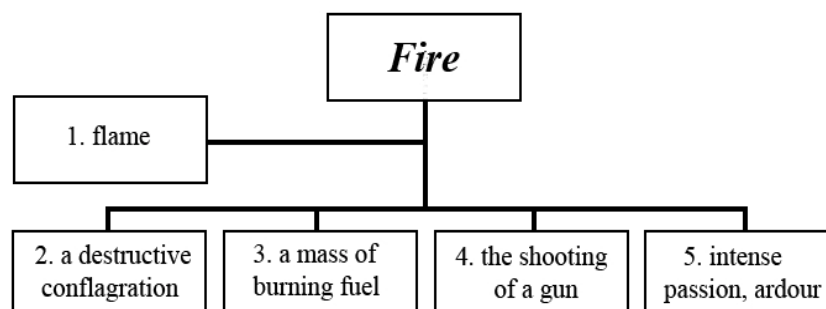 Fire
1. flame
2. a destructive
conflagration
3. a mass of
burning fuel
4. the shooting
of a gun
5. intense
passion, ardour